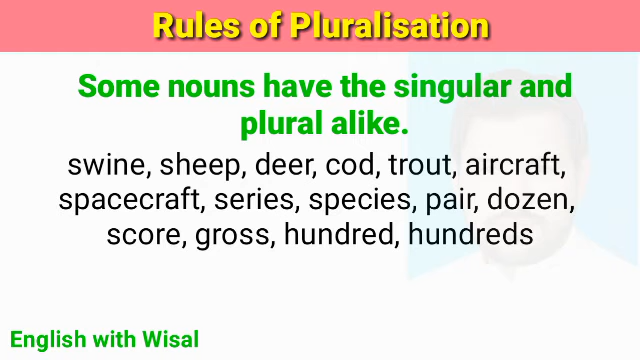 Rules of Pluralisation
Some nouns have the singular and
plural alike.
swine, sheep, deer, cod, trout, aircraft,
spacecraft, series, species, pair, dozen,
score, gross, hundred, hundreds
English with Wisal